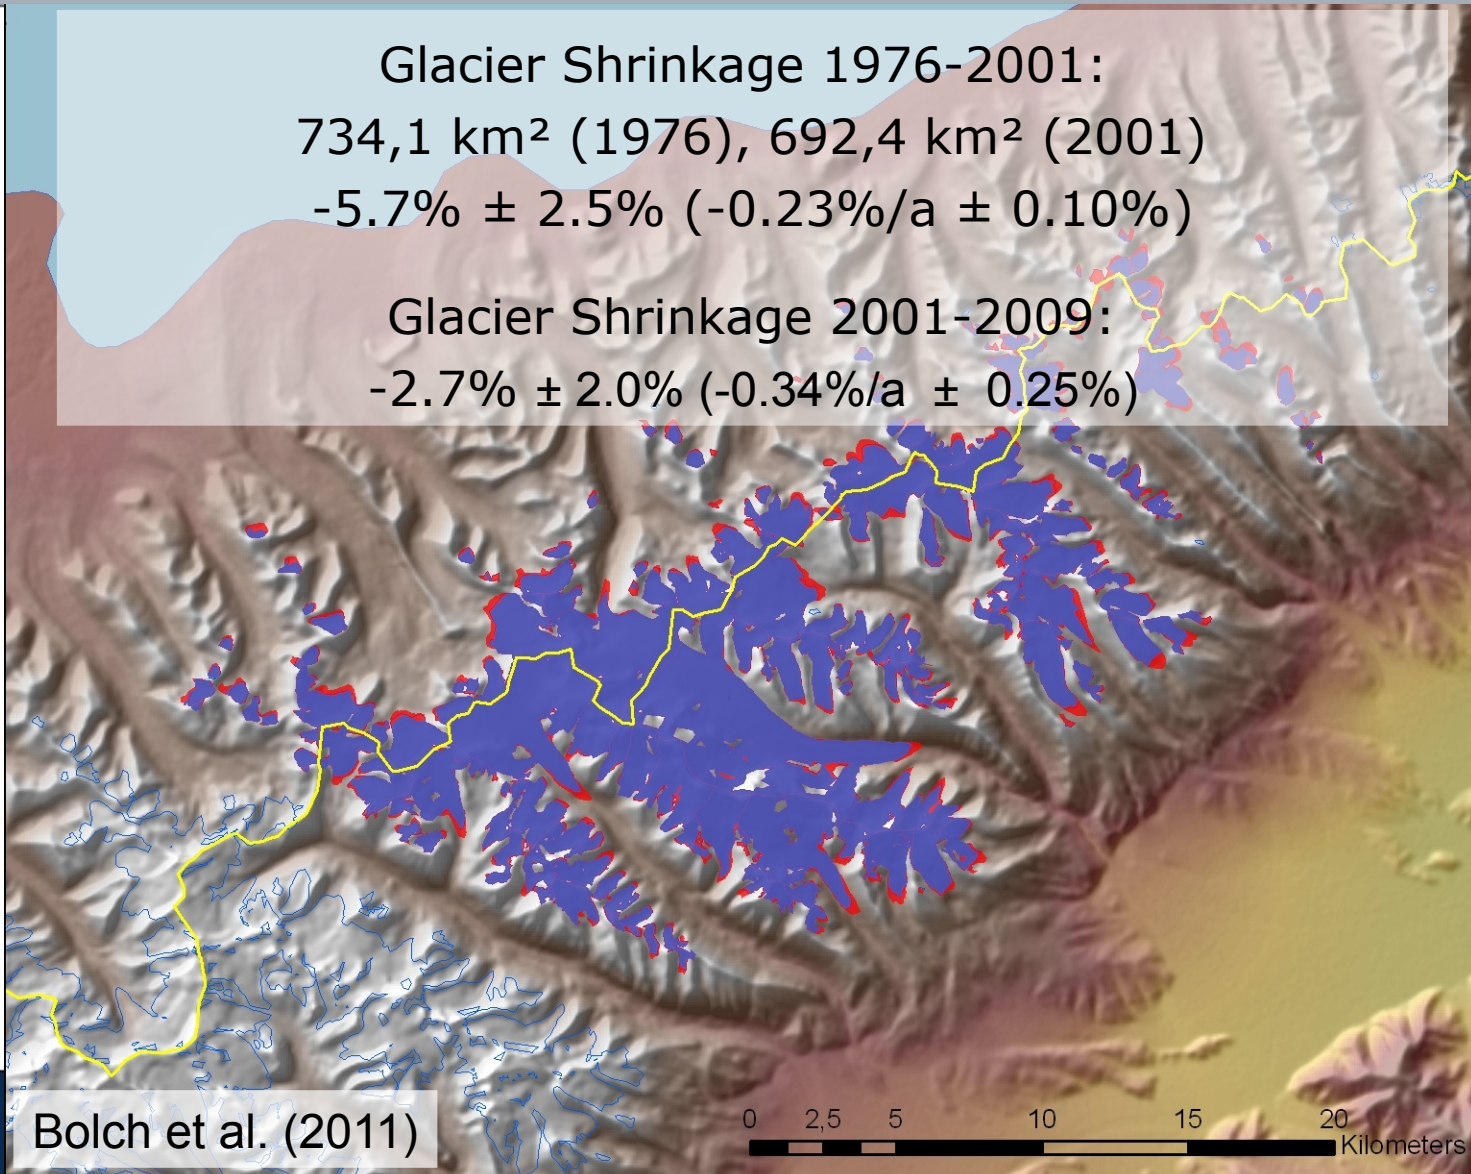 Glacier Shrinkage 1976-2001:
734,1 km² (1976), 692,4 km² (2001)
-5.7% ± 2.5% (-0.23%/a ± 0.10%)
Glacier Shrinkage 2001-2009:
-2.7% ± 2.0% (-0.34%/a ± 0.25%)
Bolch et al. (2011)
0 2,5 5 10 15 20
Kilometers